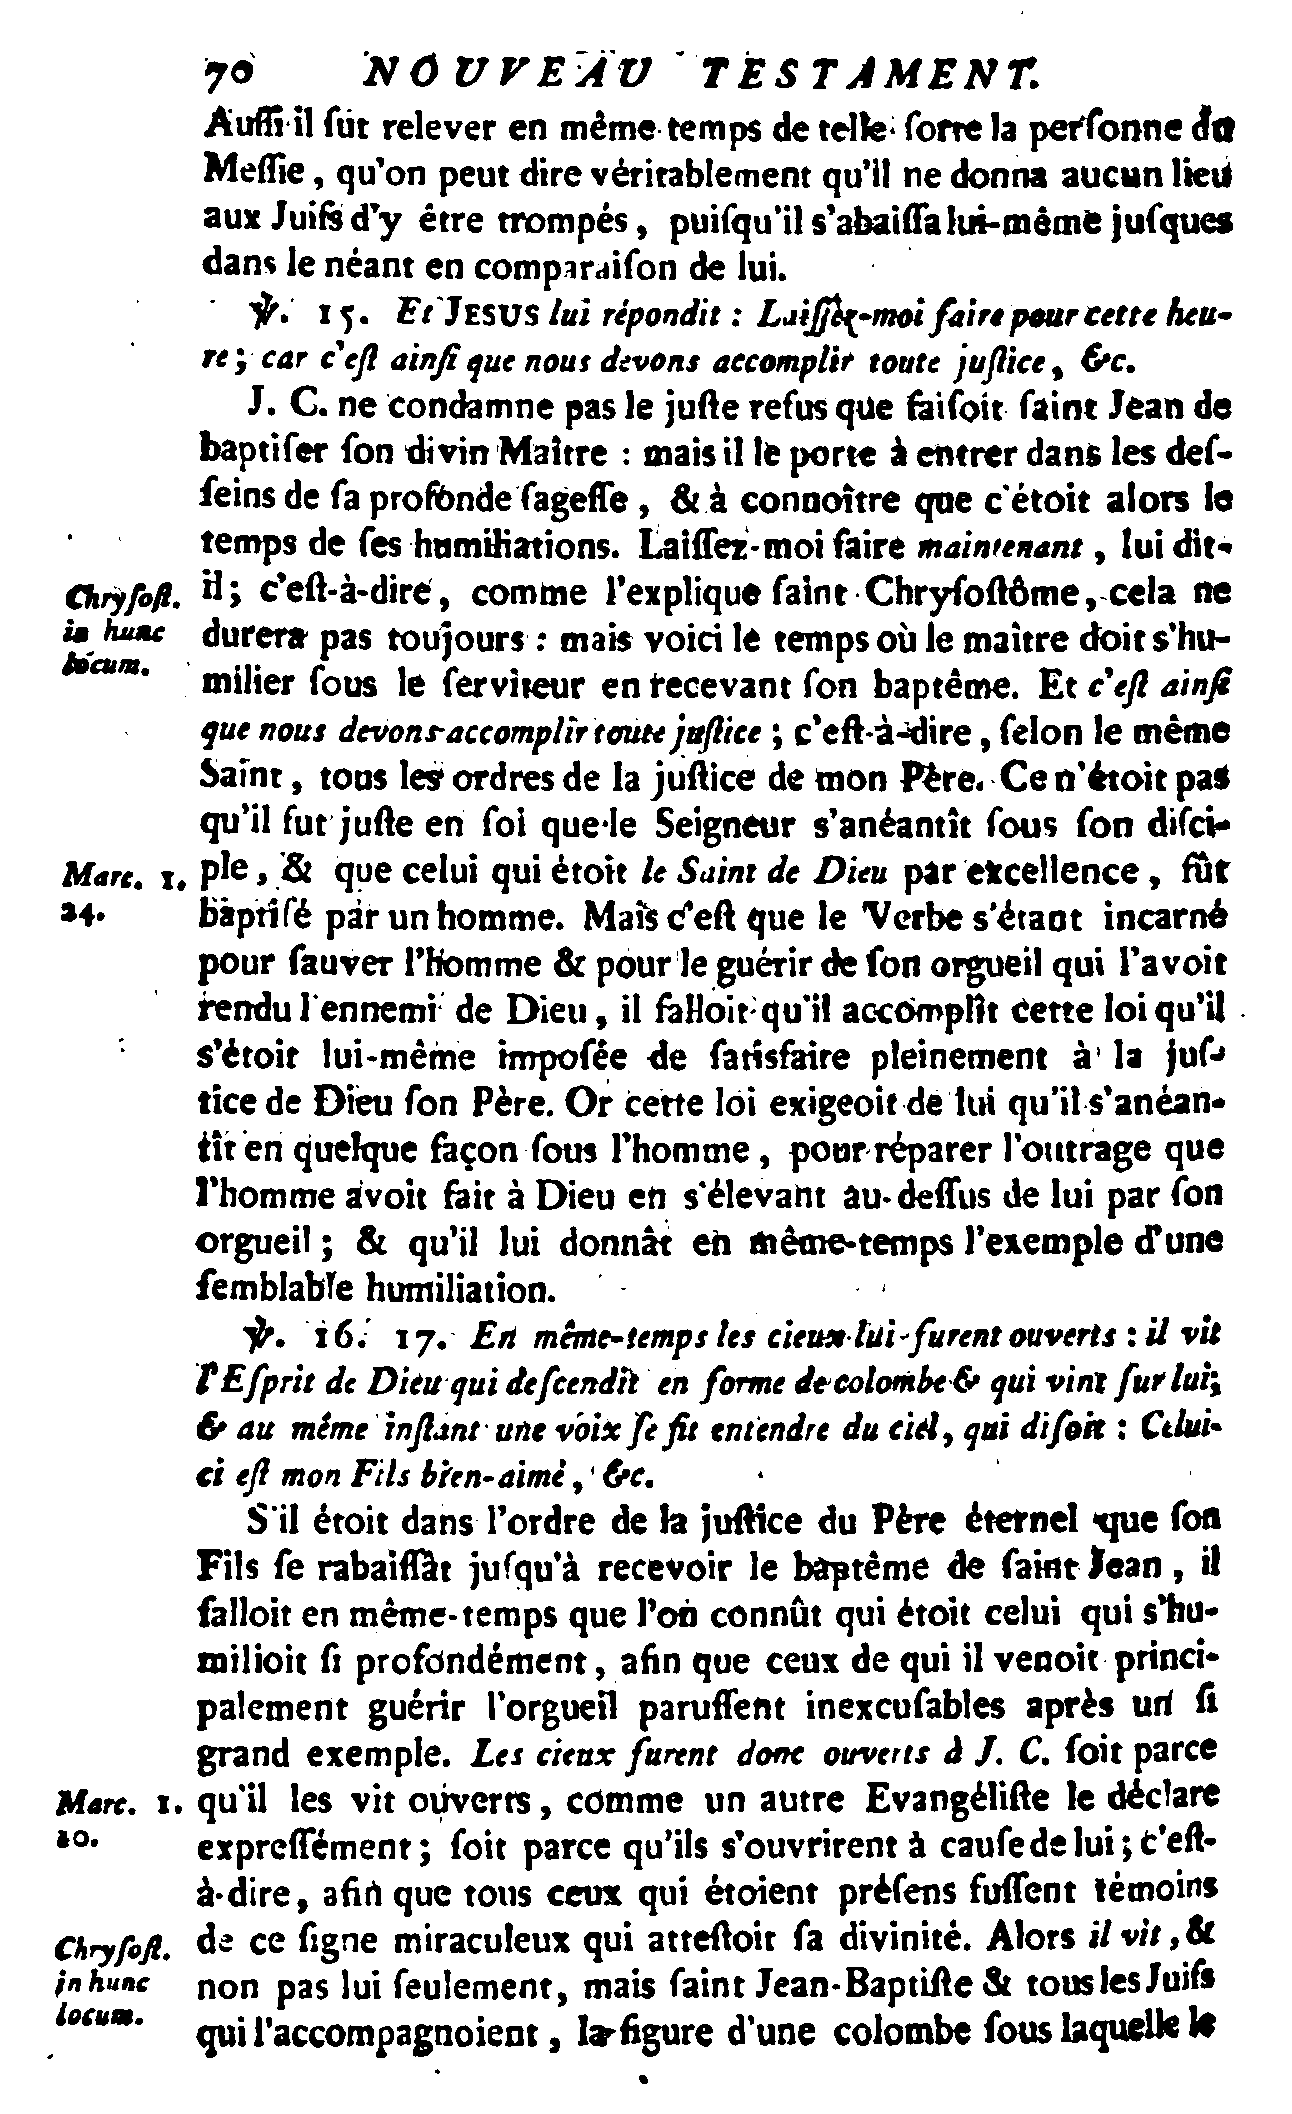 70 NOUVEAU TESTAMENT.
Auſſi il ſut relever en même temps de telle ſorte la perſonne du
Meſſie, qu'on peut dire véritablement qu'il ne donna aucun lieu
aux Juifs d'y être trompés, puiſqu'il s'abaiſſa lui-même juſques
dans le néant en comparaiſon de lui.
℣. 15. Et JESUS lui répondit : Laiſſez-moi faire pour cette heu-
re; car c'eſt ainſi que nous devons accomplir toute juſtice, &c.
J. C. ne condamne pas le juſte refus que faiſoit ſaint Jean de
baptiſer ſon divin Maître : mais il le porte à entrer dans les deſ-
ſeins de ſa profonde ſageſſe, & à connoître que c'étoit alors le
temps de ſes humiliations. Laiſſez-moi faire maintenant, lui dit-
Chryſoſt. il; c'eſt-à-dire, comme l'explique ſaint Chryſoſtôme, cela ne
in hunc durera pas toujours : mais voici le temps où le maître doit s'hu-
locum. milier ſous le ſerviteur en recevant ſon baptême. Et c'eſt ainſi
que nous devons accomplir toute juſtice; c'eſt-à-dire, ſelon le même
Saint, tous les ordres de la juſtice de mon Père. Ce n'étoit pas
qu'il fut juſte en ſoi que le Seigneur s'anéantît ſous ſon diſci-
Marc. 1. ple, & que celui qui étoit le Saint de Dieu par excellence, fût
24. baptiſé par un homme. Mais c'eſt que le Verbe s'étant incarné
pour ſauver l'homme & pour le guérir de ſon orgueil qui l'avoit
rendu l'ennemi de Dieu, il falloit qu'il accomplît cette loi qu'il
s'étoit lui-même impoſée de ſatisfaire pleinement à la juſ-
tice de Dieu ſon Père. Or cette loi exigeoit de lui qu'il s'anéan-
tît en quelque façon ſous l'homme, pour réparer l'outrage que
l'homme avoit fait à Dieu en s'élevant au-deſſus de lui par ſon
orgueil; & qu'il lui donnât en même-temps l'exemple d'une
ſemblable humiliation.
℣. 16. 17. En même-temps les cieux lui furent ouverts : il vit
l'Eſprit de Dieu qui deſcendît en forme de colombe & qui vint ſur lui;
& au même inſtant une voix ſe fit entendre du ciel, qui diſoit : Celui-
ci eſt mon Fils bien-aimé, &c.
S'il étoit dans l'ordre de la juſtice du Père éternel que ſon
Fils ſe rabaiſſât juſqu'à recevoir le baptême de ſaint Jean, il
falloit en même-temps que l'on connût qui étoit celui qui s'hu-
milioit ſi profondément, afin que ceux de qui il venoit princi-
palement guérir l'orgueil paruſſent inexcuſables après un ſi
grand exemple. Les cieux furent donc ouverts à J. C. ſoit parce
Marc. 1. qu'il les vit ouverts, comme un autre Evangéliſte le déclare
10. expreſſément; ſoit parce qu'ils s'ouvrirent à cauſe de lui; c'eſt-
à-dire, afin que tous ceux qui étoient préſens fuſſent témoins
Chryſoſt. de ce ſigne miraculeux qui atteſtoit ſa divinité. Alors il vit, &
in hunc non pas lui ſeulement, mais ſaint Jean-Baptiſte & tous les Juifs
locum. qui l'accompagnoient, la figure d'une colombe ſous laquelle le